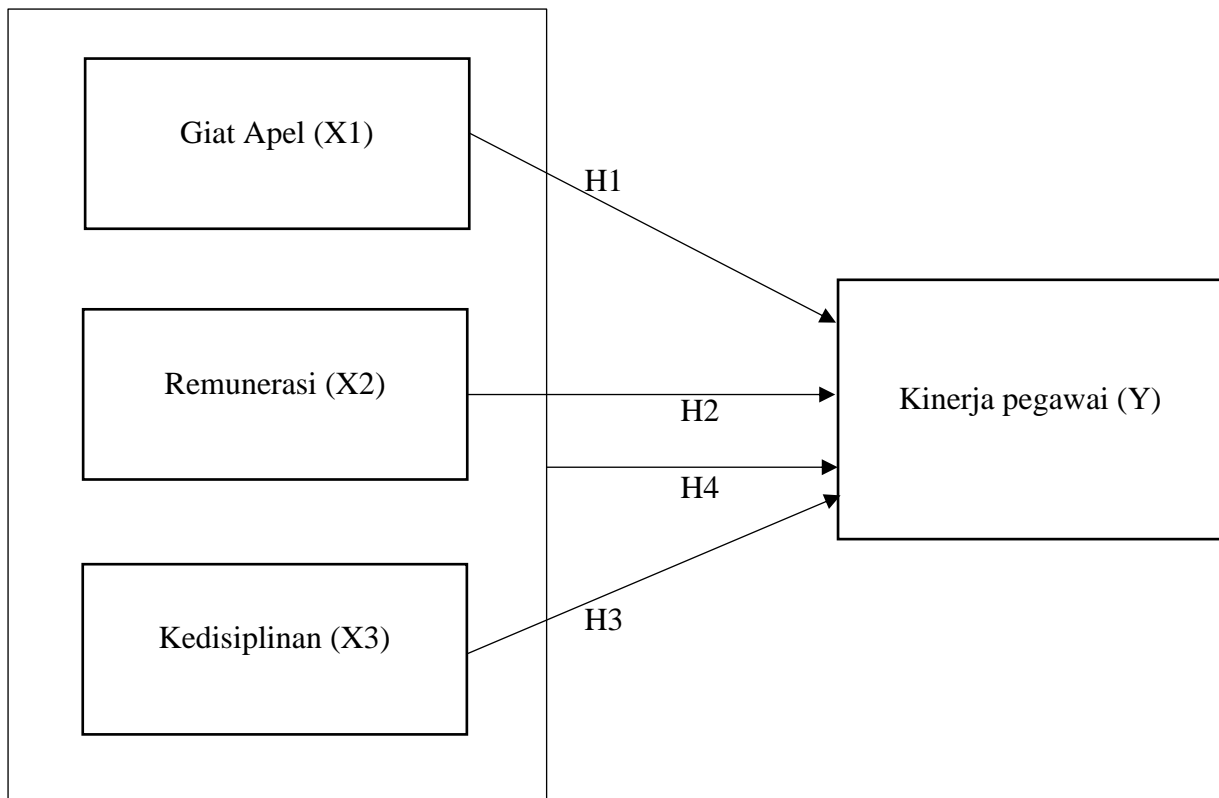 Giat Apel (X1)
H1
Remunerasi (X2)
H2
Kinerja pegawai (Y)
H4
Kedisiplinan (X3)
H3